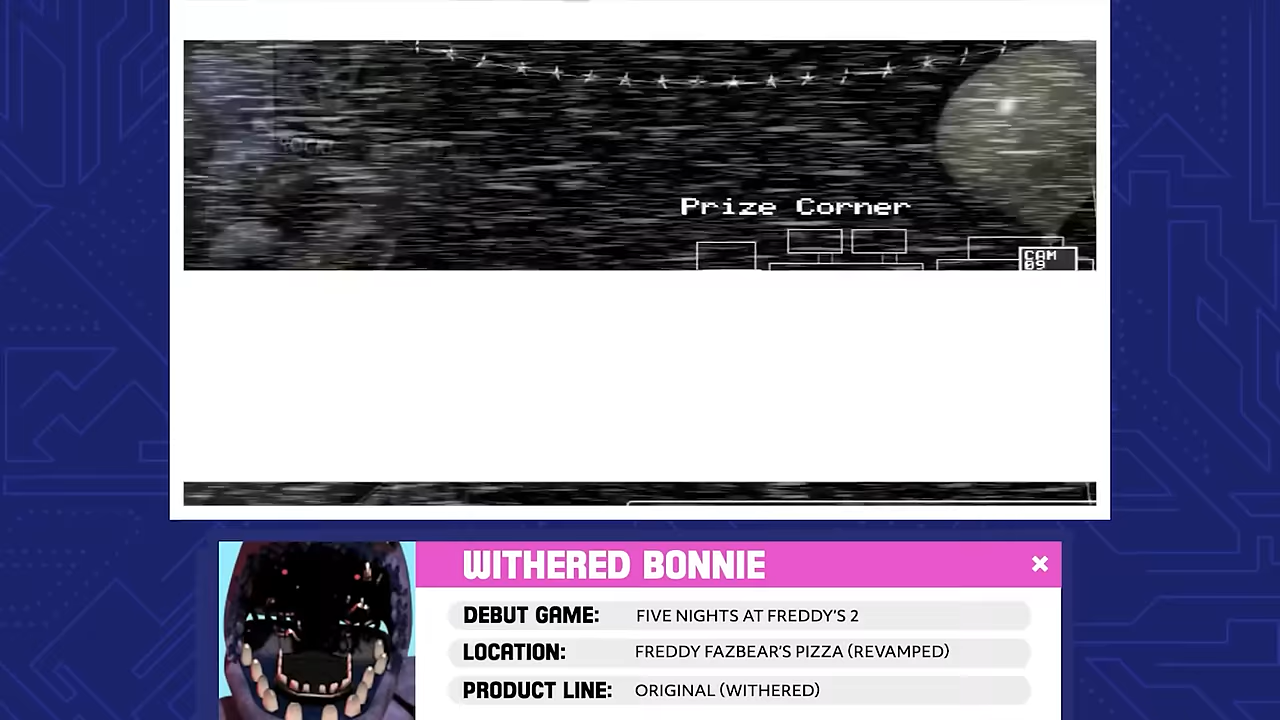 Prize Corner
CAM
09
WITHERED BONNIE ×
DEBUT GAME: FIVE NIGHTS AT FREDDY'S 2
LOCATION: FREDDY FAZBEAR'S PIZZA (REVAMPED)
PRODUCT LINE: ORIGINAL (WITHERED)